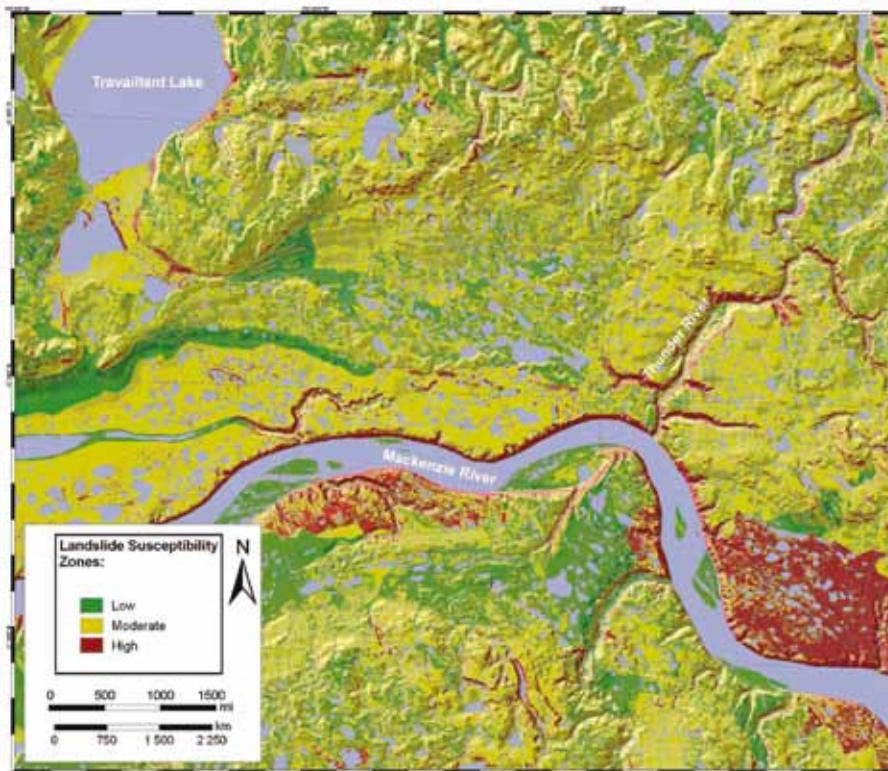 Travaillant Lake
Thunder River
Mackenzie River
Landslide Susceptibility
Zones:
N
Low
Moderate
High
0 500 1000 1500
mi
km
0 750 1 500 2 250